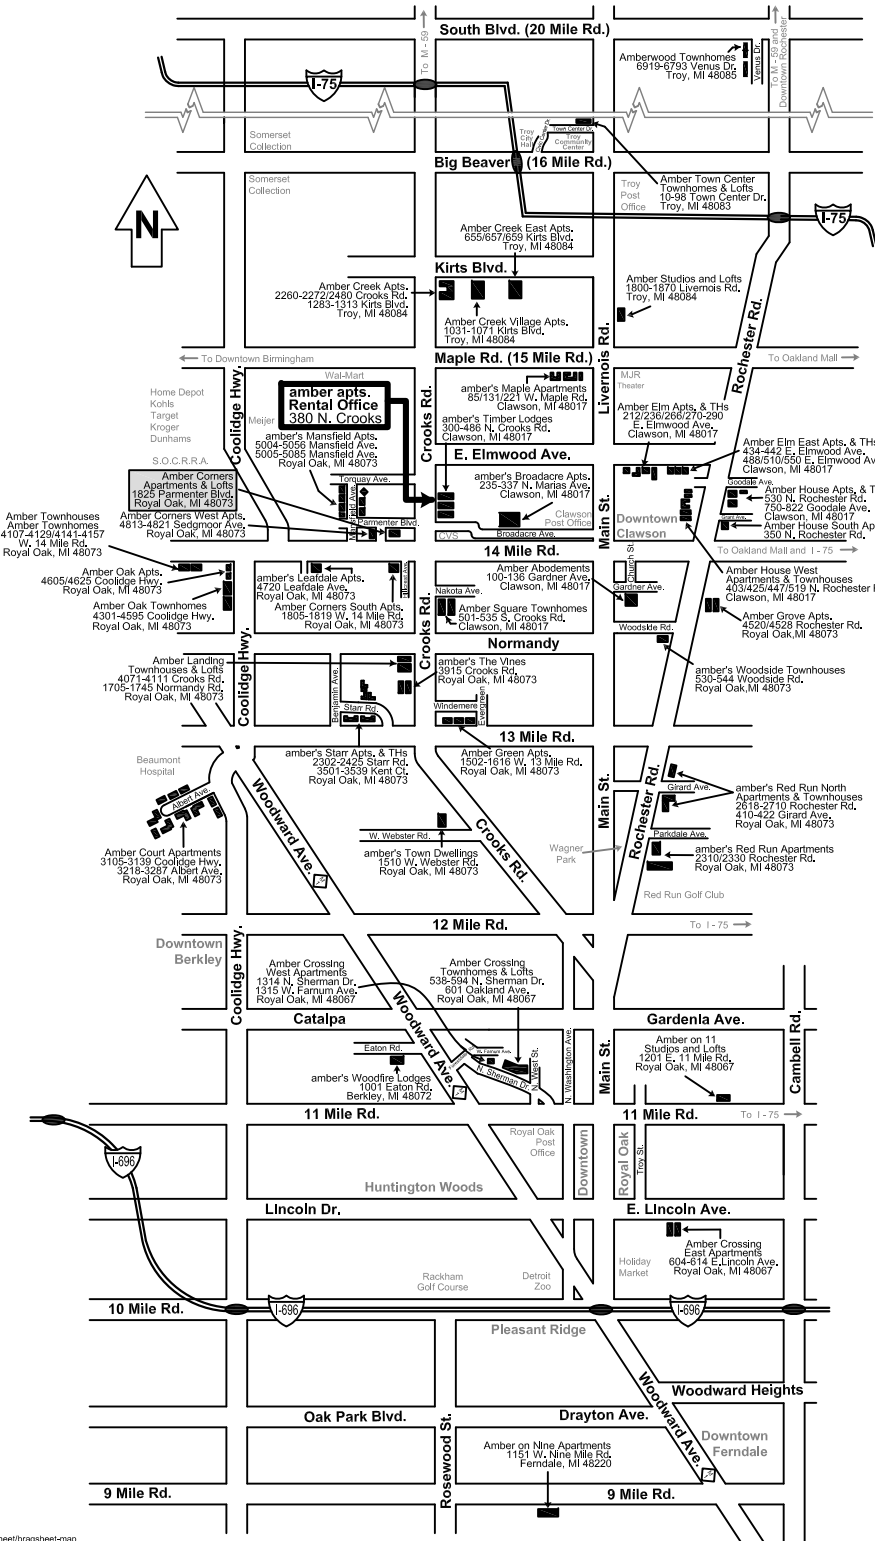 South Blvd. (20 Mile Rd.)
To M - 59
To M - 59 and
Downtown Rochester
Venus Dr.
Amberwood Townhomes
6919-6793 Venus Dr.
Troy, MI 48085
I-75
Somerset
Collection
Troy
City
Hall
Civic Center Dr.
Town Center Dr.
Troy
Community
Center
Big Beaver (16 Mile Rd.)
Somerset
Collection
Troy
Post
Office
Amber Town Center
Townhomes & Lofts
10-98 Town Center Dr.
Troy, MI 48083
N
I-75
Amber Creek East Apts.
655/657/659 Kirts Blvd.
Troy, MI 48084
Kirts Blvd.
Amber Creek Apts.
2260-2272/2480 Crooks Rd.
1283-1313 Kirts Blvd.
Troy, MI 48084
Amber Studios and Lofts
1800-1870 Livernois Rd.
Troy, MI 48084
Amber Creek Village Apts.
1031-1071 Kirts Blvd.
Troy, MI 48084
Livernois Rd.
Rochester Rd.
To Downtown Birmingham
Maple Rd. (15 Mile Rd.)
To Oakland Mall
Wal-Mart
MJR
Theater
Home Depot
Kohls
Target
Kroger
Dunhams
Meijer
Coolidge Hwy.
amber apts.
Rental Office
380 N. Crooks
Crooks Rd.
amber's Maple Apartments
85/131/221 W. Maple Rd.
Clawson, MI 48017
amber's Timber Lodges
300-486 N. Crooks Rd.
Clawson, MI 48017
Amber Elm Apts. & THs
212/236/266/270-290
E. Elmwood Ave.
Clawson, MI 48017
amber's Mansfield Apts.
5004-5056 Mansfield Ave.
5005-5085 Mansfield Ave.
Royal Oak, MI 48073
E. Elmwood Ave.
Amber Elm East Apts. & THs
434-442 E. Elmwood Ave.
488/510/550 E. Elmwood Av
Clawson, MI 48017
S.O.C.R.R.A.
Torquay Ave.
Amber Corners
Apartments & Lofts
1825 Parmenter Blvd.
Royal Oak, MI 48073
amber's Broadacre Apts.
235-337 N. Marias Ave.
Clawson, MI 48017
Goodale Ave.
Amber House Apts. & T
530 N. Rochester Rd.
750-822 Goodale Ave.
Clawson, MI 48017
Amber House South Ap
350 N. Rochester Rd.
Amber Corners West Apts.
4813-4821 Sedgmoor Ave.
Royal Oak, MI 48073
Parmenter Blvd.
Clawson
Post Office
Main St.
Downtown
Clawson
Amber Townhouses
Amber Townhomes
4107-4129/4141-4157
W. 14 Mile Rd.
Royal Oak, MI 48073
CVS
Broadacre Ave.
14 Mile Rd.
To Oakland Mall and I - 75
Amber Oak Apts.
4605/4625 Coolidge Hwy.
Royal Oak, MI 48073
amber's Leafdale Apts.
4720 Leafdale Ave.
Royal Oak, MI 48073
Amber Abodements
100-136 Gardner Ave.
Clawson, MI 48017
Church St.
Gardner Ave.
Amber House West
Apartments & Townhouses
403/425/447/519 N. Rochester R
Clawson, MI 48017
Nakota Ave.
Amber Oak Townhomes
4301-4595 Coolidge Hwy.
Royal Oak, MI 48073
Amber Corners South Apts.
1805-1819 W. 14 Mile Rd.
Royal Oak, MI 48073
Amber Square Townhomes
501-535 S. Crooks Rd.
Clawson, MI 48017
Amber Grove Apts.
4520/4528 Rochester Rd.
Royal Oak,MI 48073
Crooks Rd.
Coolidge Hwy.
Woodside Rd.
Normandy
Amber Landing
Townhouses & Lofts
4071-4111 Crooks Rd.
1705-1745 Normandy Rd.
Royal Oak, MI 48073
amber's The Vines
3915 Crooks Rd.
Royal Oak, MI 48073
amber's Woodside Townhouses
530-544 Woodside Rd.
Royal Oak,MI 48073
Benjamin Ave.
Starr Rd.
Windemere
Evergreen
13 Mile Rd.
Beaumont
Hospital
amber's Starr Apts. & THs
2302-2425 Starr Rd.
3501-3539 Kent Ct.
Royal Oak, MI 48073
Amber Green Apts.
1502-1616 W. 13 Mile Rd.
Royal Oak, MI 48073
Main St.
Rochester Rd.
Girard Ave.
amber's Red Run North
Apartments & Townhouses
2618-2710 Rochester Rd.
410-422 Girard Ave.
Royal Oak, MI 48073
Albert Ave.
Woodward Ave.
W. Webster Rd.
Crooks Rd.
Parkdale Ave.
Amber Court Apartments
3105-3139 Coolidge Hwy.
3218-3287 Albert Ave.
Royal Oak, MI 48073
amber's Town Dwellings
1510 W. Webster Rd.
Royal Oak, MI 48073
Wagner
Park
amber's Red Run Apartments
2310/2330 Rochester Rd.
Royal Oak, MI 48073
Red Run Golf Club
12 Mile Rd.
To I - 75
Downtown
Berkley
Coolidge Hwy.
Amber Crossing
West Apartments
1314 N. Sherman Dr.
1315 W. Farnum Ave.
Royal Oak, MI 48067
Amber Crossing
Townhomes & Lofts
538-594 N. Sherman Dr.
601 Oakland Ave.
Royal Oak, MI 48067
Woodward Ave.
Catalpa
Gardenia Ave.
Cambell Rd.
Eaton Rd.
W. Farnum Ave.
N. Sherman Dr.
N. West St.
N. Washington Ave.
Main St.
Amber on 11
Studios and Lofts
1201 E. 11 Mile Rd.
Royal Oak, MI 48067
amber's Woodfire Lodges
1001 Eaton Rd.
Berkley, MI 48072
11 Mile Rd.
11 Mile Rd.
To I - 75
I-696
Royal Oak
Post
Office
Downtown
Royal Oak
Troy St.
Huntington Woods
Lincoln Dr.
E. Lincoln Ave.
Amber Crossing
East Apartments
604-614 E.Lincoln Ave.
Royal Oak, MI 48067
Holiday
Market
Rackham
Golf Course
Detroit
Zoo
10 Mile Rd.
I-696
I-696
Pleasant Ridge
Woodward Ave.
Woodward Heights
Oak Park Blvd.
Rosewood St.
Drayton Ave.
Downtown
Ferndale
Amber on Nine Apartments
1151 W. Nine Mile Rd.
Ferndale, MI 48220
9 Mile Rd.
9 Mile Rd.